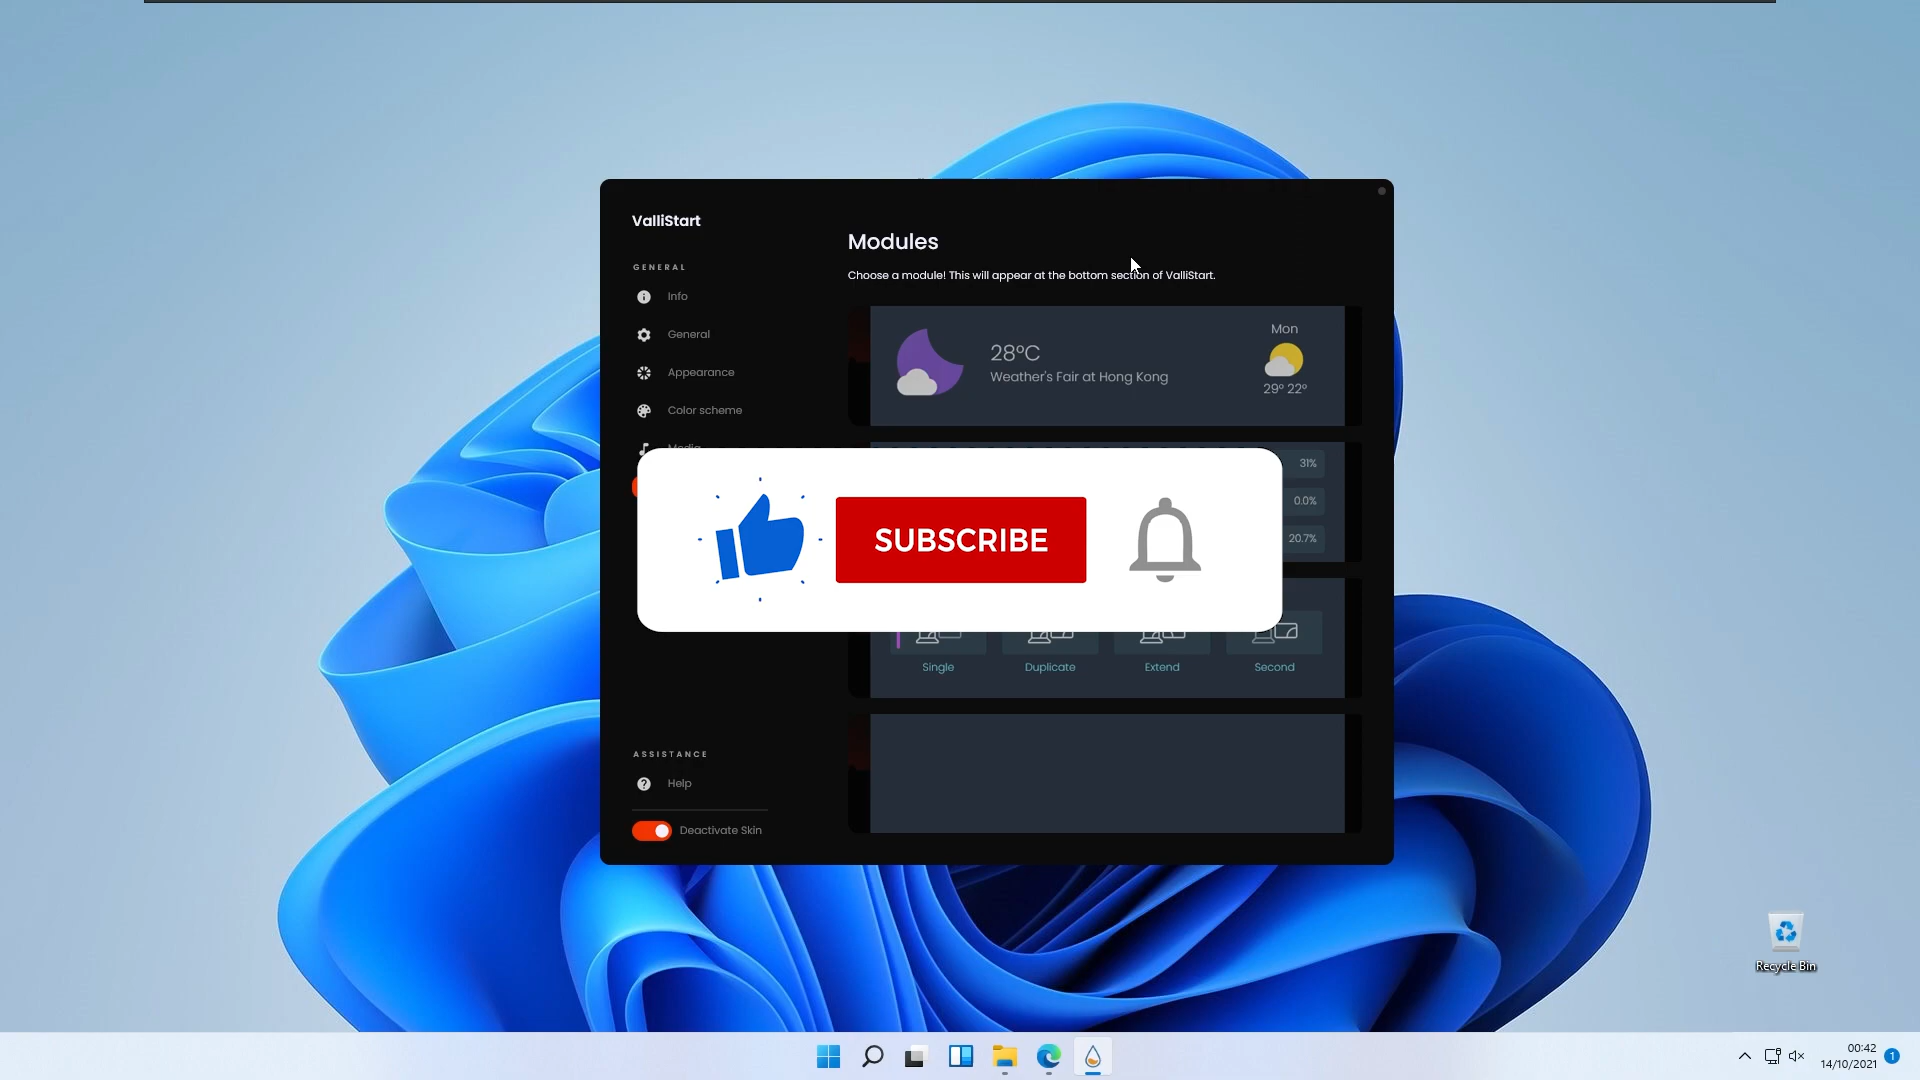 ValliStart
GENERAL
Info
General
Appearance
Color scheme
Media
Modules
Choose a module! This will appear at the bottom section of ValliStart.
28°C
Weather's Fair at Hong Kong
Mon
29° 22°
31%
0.0%
20.7%
SUBSCRIBE
Single
Duplicate
Extend
Second
ASSISTANCE
Help
Deactivate Skin
Recycle Bin
00:42
14/10/2021
1